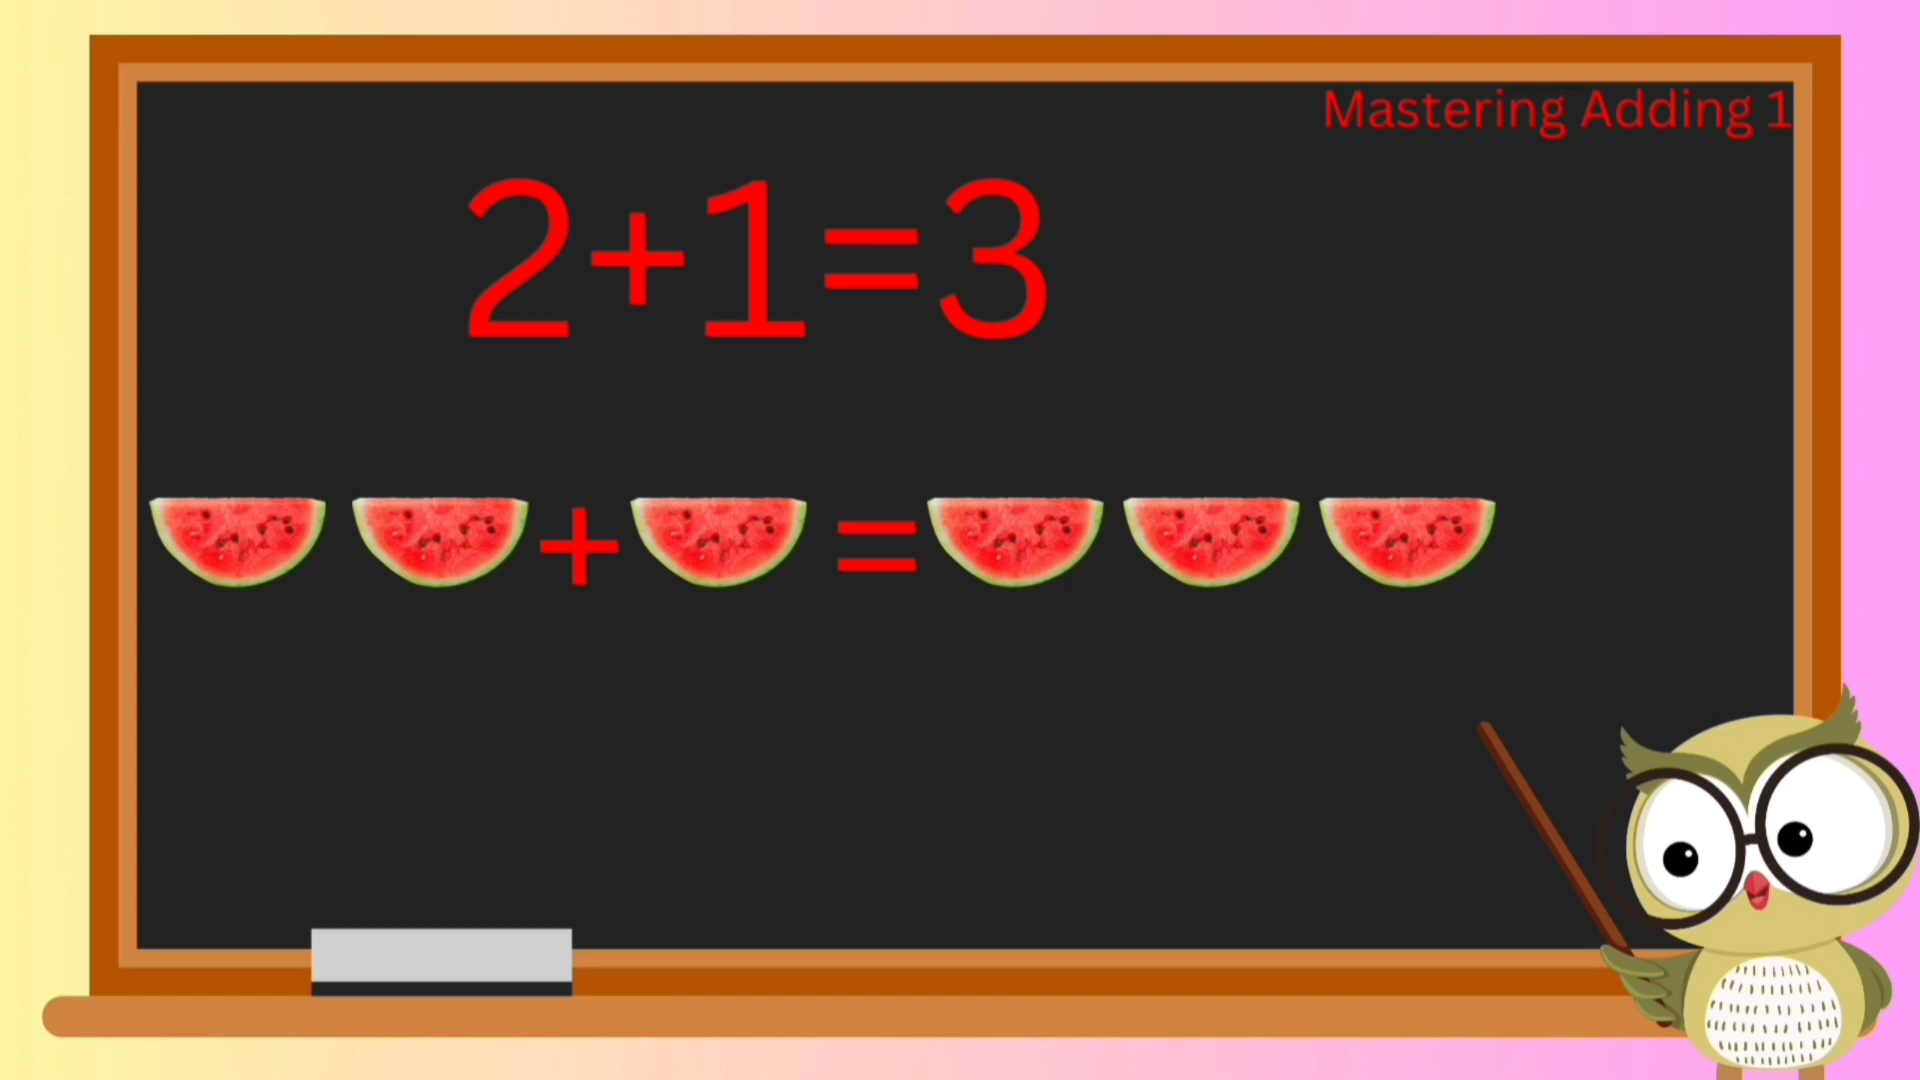 Mastering Adding 1
2+1=3
+ =